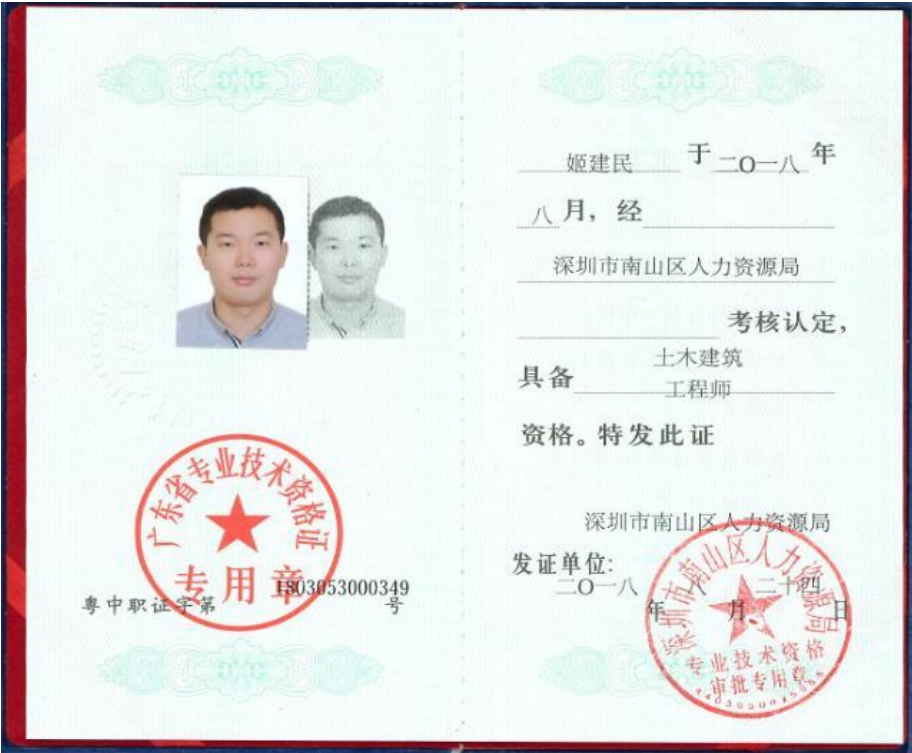 广东省专业技术资格证
专用章
1803053000349
粤中职证字第 号
姬建民 于 二O一八 年
八 月，经
深圳市南山区人力资源局
考核认定，
土木建筑
具备 工程师
资格。特发此证
深圳市南山区人力资源局
发证单位:
二O一八 八 二十四
年 月 日
深圳市南山区人力资源局
专业技术资格
审批专用章